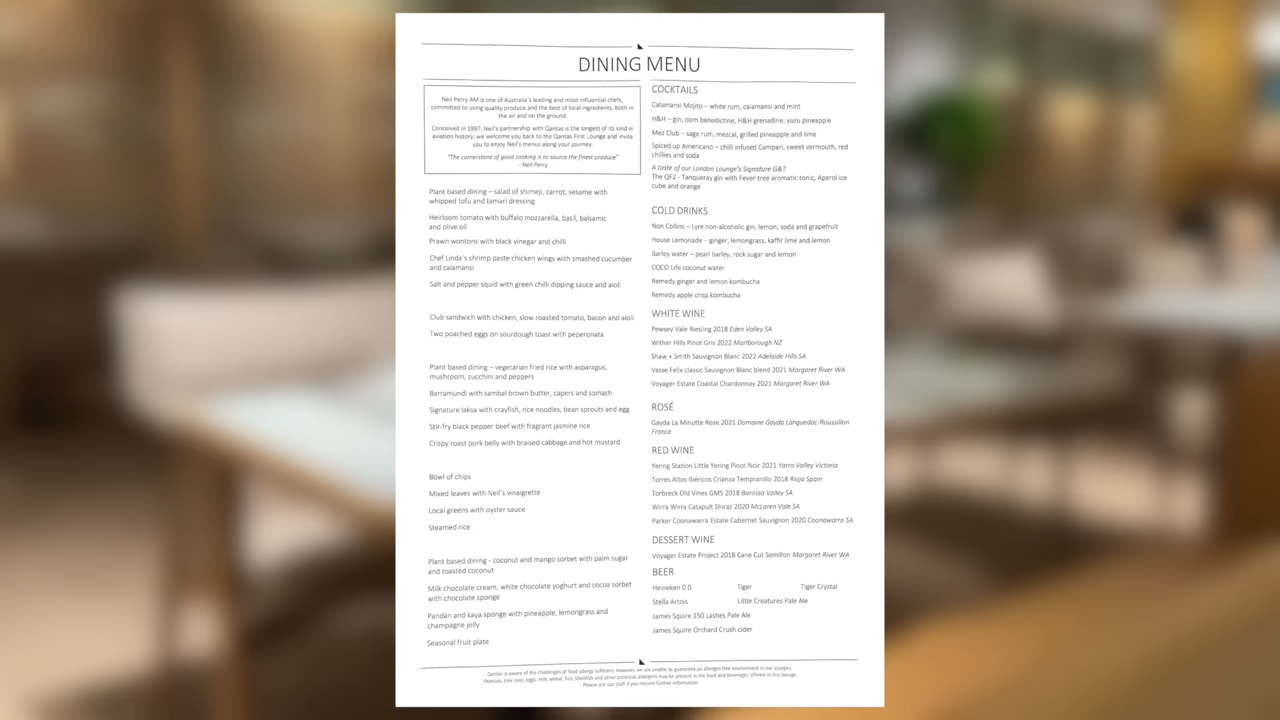 DINING MENU
Neil Perry AM is one of Australia's leading and most influential chefs,
committed to using quality produce and the best of local ingredients, both in
the air and on the ground.
Conceived in 1997, Neil's partnership with Qantas is the longest of its kind in
aviation history; we welcome you back to the Qantas First Lounge and invite
you to enjoy Neil's menus along your journey.
"The cornerstone of good cooking is to source the finest produce"
- Neil Perry
Plant based dining – salad of shimeji, carrot, sesame with
whipped tofu and tamari dressing
Heirloom tomato with buffalo mozzarella, basil, balsamic
and olive oil
Prawn wontons with black vinegar and chilli
Chef Linda's shrimp paste chicken wings with smashed cucumber
and calamansi
Salt and pepper squid with green chilli dipping sauce and aioli
Club sandwich with chicken, slow roasted tomato, bacon and aioli
Two poached eggs on sourdough toast with peperonata
Plant based dining – vegetarian fried rice with asparagus,
mushroom, zucchini and peppers
Barramundi with sambal brown butter, capers and spinach
Signature laksa with crayfish, rice noodles, bean sprouts and egg
Stir-fry black pepper beef with fragrant jasmine rice
Crispy roast pork belly with braised cabbage and hot mustard
Bowl of chips
Mixed leaves with Neil's vinaigrette
Local greens with oyster sauce
Steamed rice
Plant based dining - coconut and mango sorbet with palm sugar
and toasted coconut
Milk chocolate cream, white chocolate yoghurt and cocoa sorbet
with chocolate sponge
Pandan and kaya sponge with pineapple, lemongrass and
champagne jelly
Seasonal fruit plate
COCKTAILS
Calamansi Mojito – white rum, calamansi and mint
H&H – gin, dom benedictine, H&H grenadine, yuzu pineapple
Mez Club – sage rum, mezcal, grilled pineapple and lime
Spiced up Americano – chilli infused Campari, sweet vermouth, red
chillies and soda
A taste of our London Lounge's Signature G&T
The QF2 - Tanqueray gin with Fever-tree aromatic tonic, Aperol ice
cube and orange
COLD DRINKS
Non Collins – Lyre non-alcoholic gin, lemon, soda and grapefruit
House Lemonade – ginger, lemongrass, kaffir lime and lemon
Barley water – pearl barley, rock sugar and lemon
COCO Life coconut water
Remedy ginger and lemon kombucha
Remedy apple crisp kombucha
WHITE WINE
Pewsey Vale Riesling 2018 Eden Valley SA
Wither Hills Pinot Gris 2022 Marlborough NZ
Shaw + Smith Sauvignon Blanc 2022 Adelaide Hills SA
Vasse Felix classic Sauvignon Blanc blend 2021 Margaret River WA
Voyager Estate Coastal Chardonnay 2021 Margaret River WA
ROSÉ
Gayda La Minutte Rose 2021 Domaine Gayda Languedac-Roussillon
France
RED WINE
Yering Station Little Yering Pinot Noir 2021 Yarra Valley Victoria
Torres Altos Ibéricos Crianza Tempranillo 2018 Rioja Spain
Torbreck Old Vines GMS 2018 Barossa Valley SA
Wirra Wirra Catapult Shiraz 2020 McLaren Vale SA
Parker Coonawarra Estate Cabernet Sauvignon 2020 Coonawarra SA
DESSERT WINE
Voyager Estate Project 2018 Cane Cut Semillon Margaret River WA
BEER
Heineken 0.0 Tiger Tiger Crystal
Stella Artois Little Creatures Pale Ale
James Squire 150 Lashes Pale Ale
James Squire Orchard Crush cider
Qantas is aware of the challenges of food allergy sufferers. However, we are unable to guarantee an allergen free environment in our lounges.
Peanuts, tree nuts, eggs, milk, wheat, fish, shellfish and other potential allergens may be present in the food and beverages offered in this lounge.
Please ask our staff if you require further information